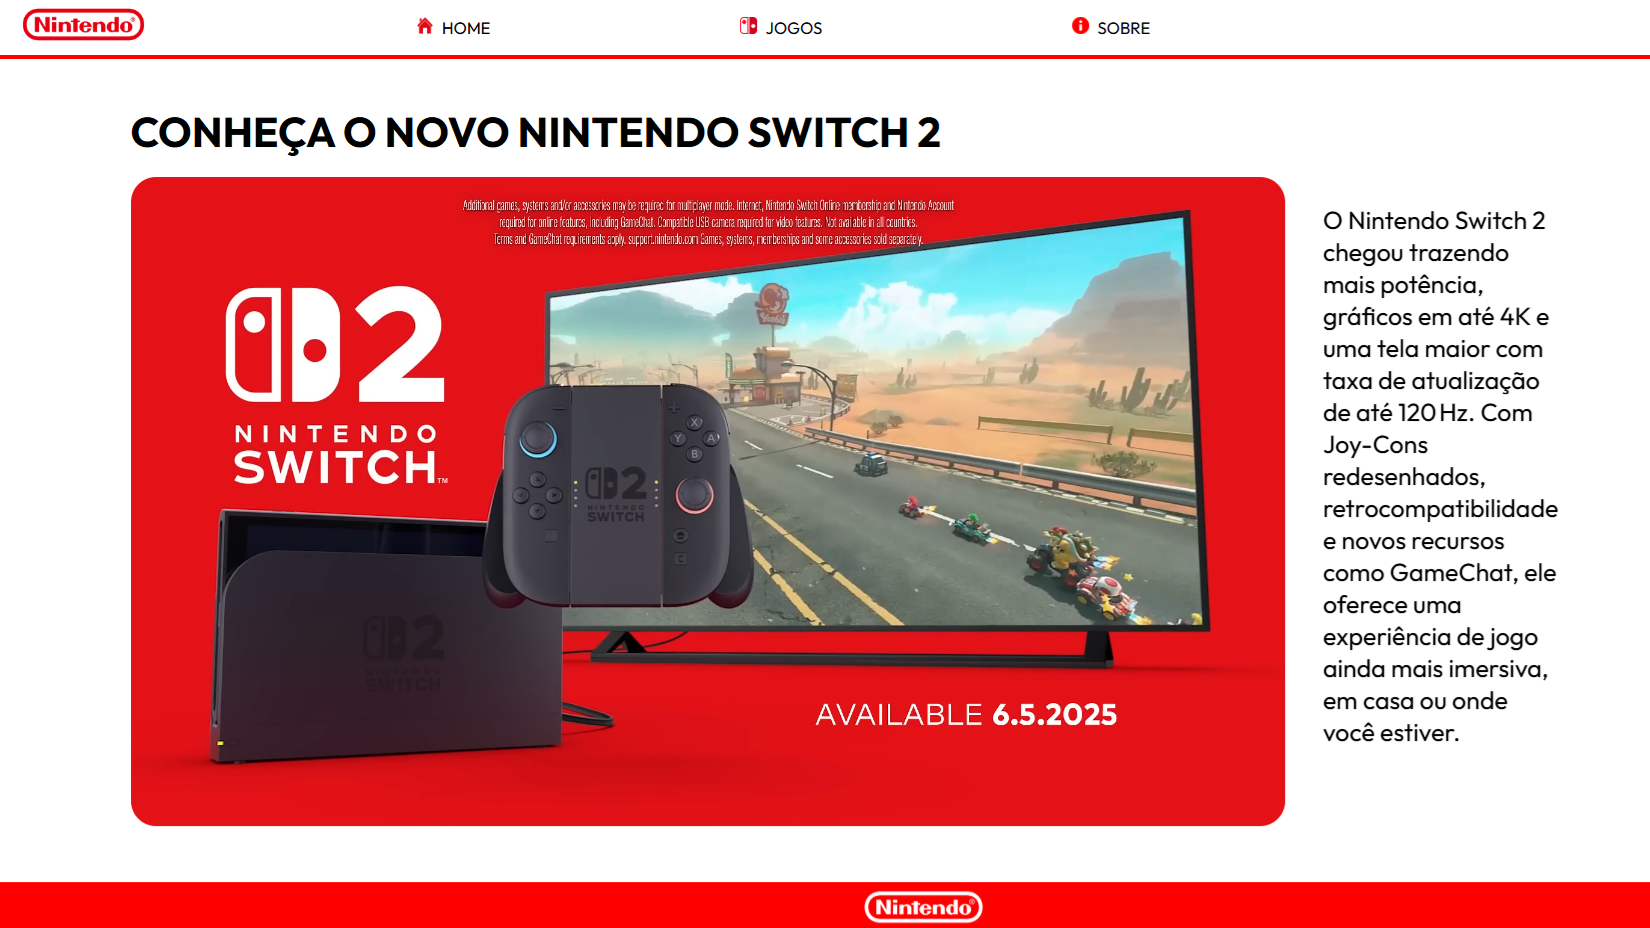 Nintendo®
HOME
JOGOS
SOBRE
CONHEÇA O NOVO NINTENDO SWITCH 2
Additional games, systems and/or accessories may be required for multiplayer mode. Internet, Nintendo Switch Online membership and Nintendo Account
required for online features, including GameChat. Compatible USB camera required for video features. Not available in all countries.
Terms and GameChat requirements apply. support.nintendo.com Games, systems, memberships and some accessories sold separately.
2
NINTENDO
SWITCH™
X
Y
A
B
2
NINTENDO
SWITCH
2
NINTENDO
SWITCH
AVAILABLE 6.5.2025
O Nintendo Switch 2
chegou trazendo
mais potência,
gráficos em até 4K e
uma tela maior com
taxa de atualização
de até 120 Hz. Com
Joy-Cons
redesenhados,
retrocompatibilidade
e novos recursos
como GameChat, ele
oferece uma
experiência de jogo
ainda mais imersiva,
em casa ou onde
você estiver.
Nintendo®